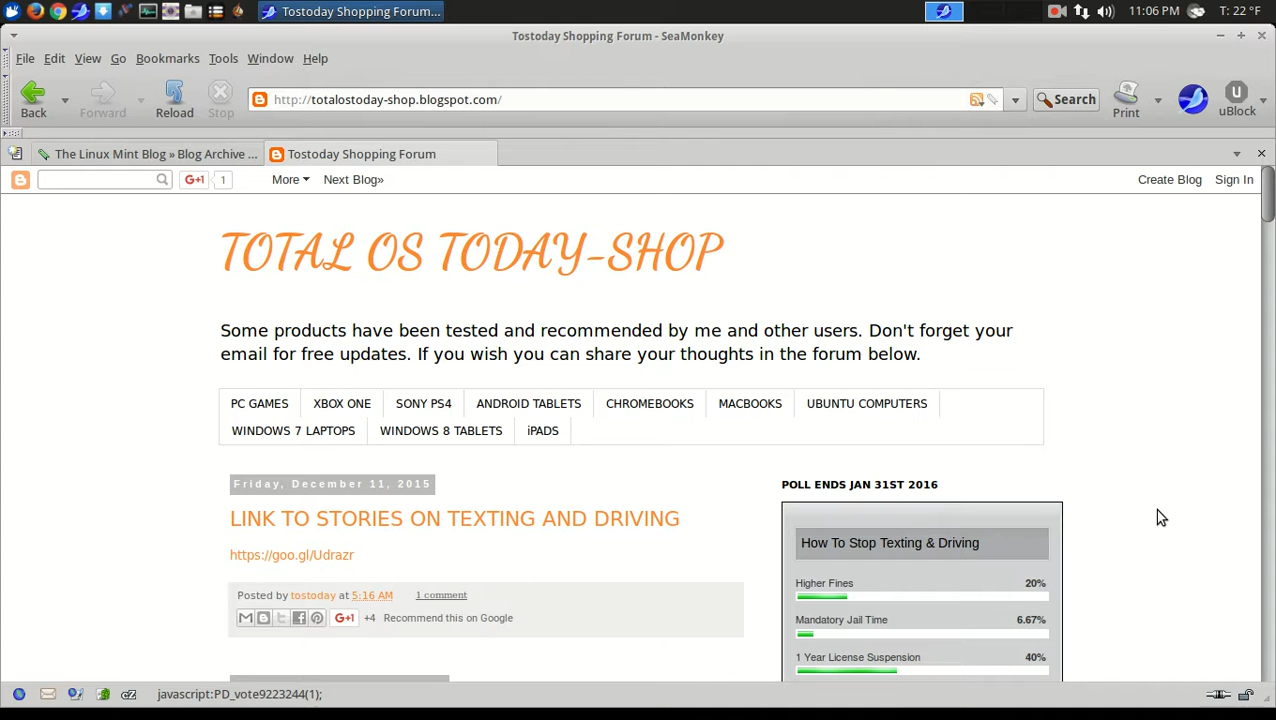 Tostoday Shopping Forum...
11:06 PM
T: 22 °F
Tostoday Shopping Forum - SeaMonkey
File Edit View Go Bookmarks Tools Window Help
Back Forward Reload Stop
http://totalostoday-shop.blogspot.com/
Search
Print
uBlock
The Linux Mint Blog » Blog Archive ...
Tostoday Shopping Forum
G+1 1
More Next Blog»
Create Blog Sign In
TOTAL OS TODAY-SHOP
Some products have been tested and recommended by me and other users. Don't forget your
email for free updates. If you wish you can share your thoughts in the forum below.
PC GAMES XBOX ONE SONY PS4 ANDROID TABLETS CHROMEBOOKS MACBOOKS UBUNTU COMPUTERS
WINDOWS 7 LAPTOPS WINDOWS 8 TABLETS iPADS
Friday, December 11, 2015
LINK TO STORIES ON TEXTING AND DRIVING
https://goo.gl/Udrazr
Posted by tostoday at 5:16 AM 1 comment
G+1 +4 Recommend this on Google
POLL ENDS JAN 31ST 2016
How To Stop Texting & Driving
Higher Fines 20%
Mandatory Jail Time 6.67%
1 Year License Suspension 40%
javascript:PD_vote9223244(1);